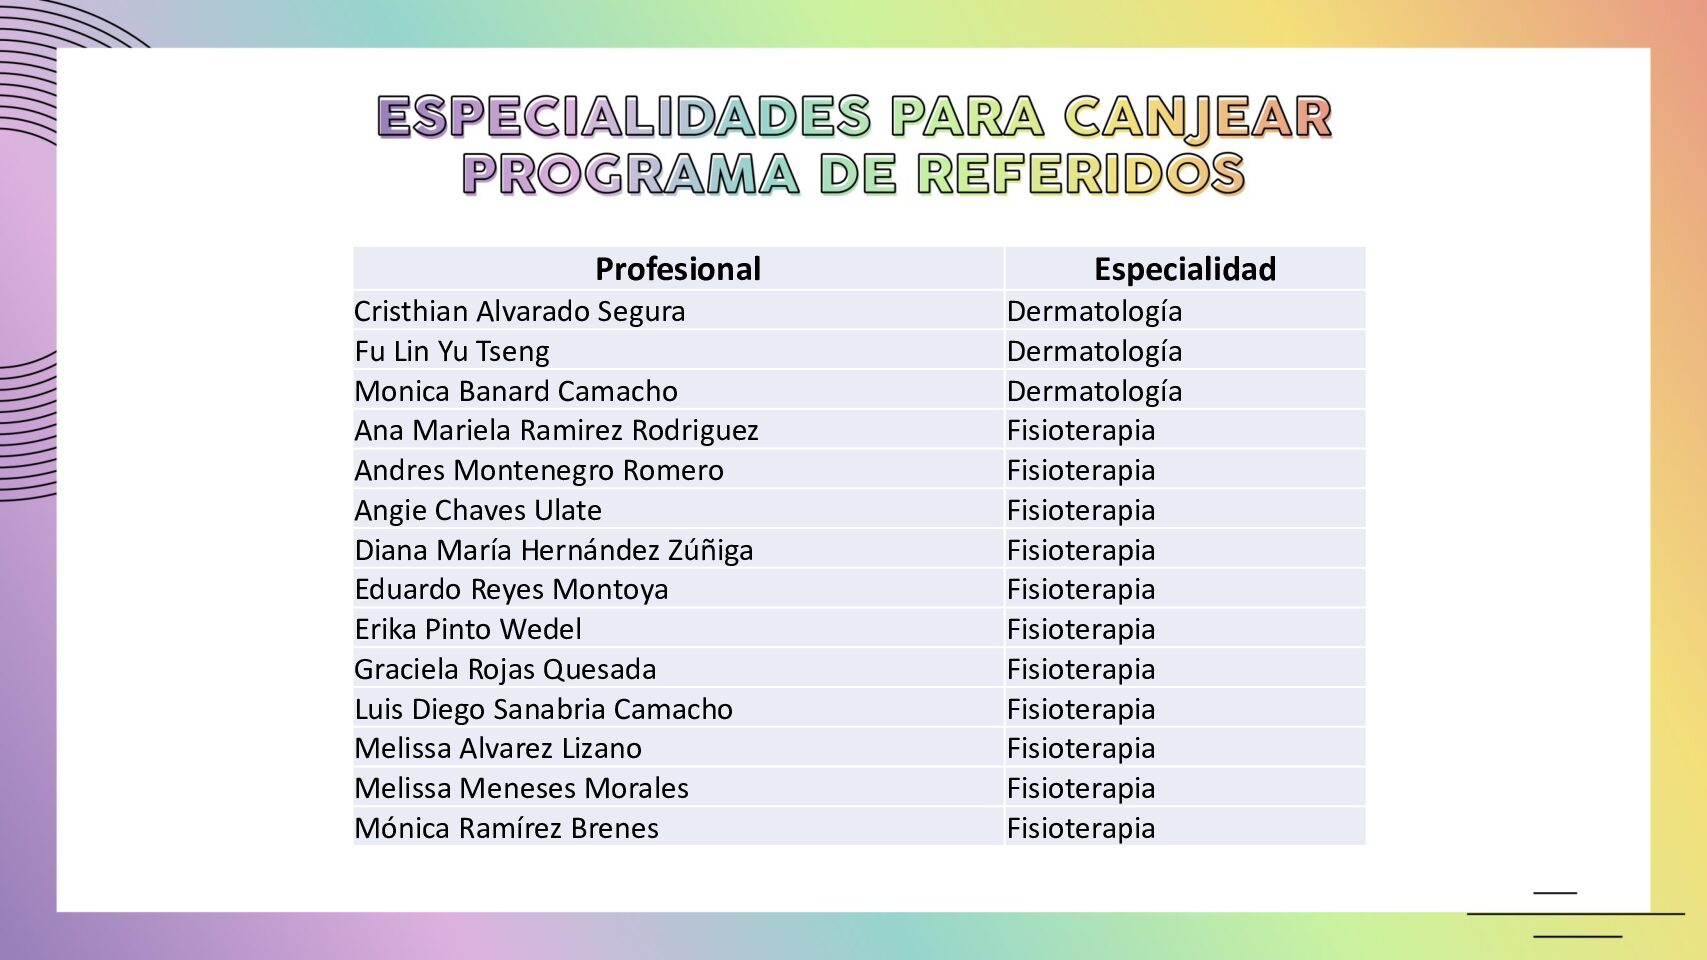 ESPECIALIDADES PARA CANJEAR
PROGRAMA DE REFERIDOS
Profesional Especialidad
Cristhian Alvarado Segura Dermatología
Fu Lin Yu Tseng Dermatología
Monica Banard Camacho Dermatología
Ana Mariela Ramirez Rodriguez Fisioterapia
Andres Montenegro Romero Fisioterapia
Angie Chaves Ulate Fisioterapia
Diana María Hernández Zúñiga Fisioterapia
Eduardo Reyes Montoya Fisioterapia
Erika Pinto Wedel Fisioterapia
Graciela Rojas Quesada Fisioterapia
Luis Diego Sanabria Camacho Fisioterapia
Melissa Alvarez Lizano Fisioterapia
Melissa Meneses Morales Fisioterapia
Mónica Ramírez Brenes Fisioterapia